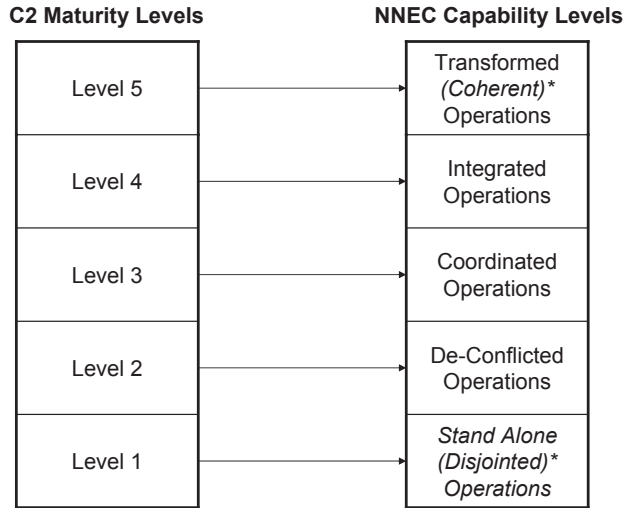 C2 Maturity Levels
NNEC Capability Levels
Level 5
Transformed
(Coherent)*
Operations
Level 4
Integrated
Operations
Level 3
Coordinated
Operations
Level 2
De-Conflicted
Operations
Level 1
Stand Alone
(Disjointed)*
Operations